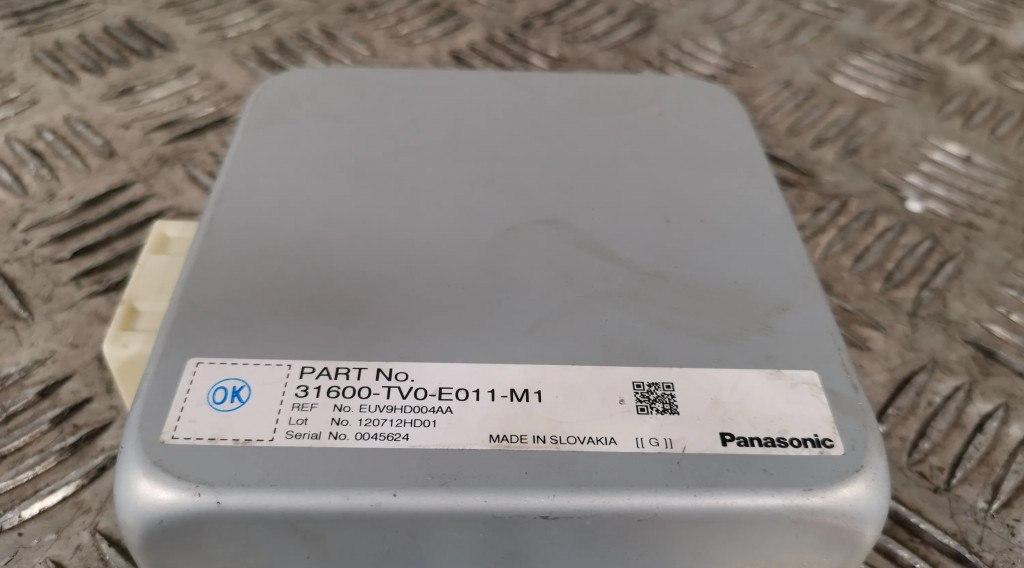 OK
PART No.
31600-TV0-E011-M1
REF No. EUV9HD004AA
Lot No. 120712HD01
Serial No. 0045624
MADE IN SLOVAKIA [[ G ]]
Panasonic